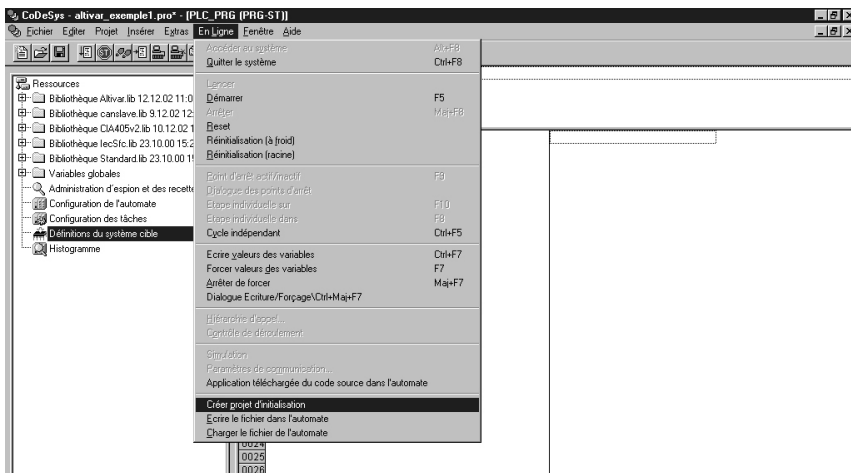 CoDeSys - altivar_exemple1.pro* - [PLC_PRG (PRG-ST)]
Fichier Editer Projet Insérer Extras En Ligne Fenêtre Aide
Accéder au système Alt+F8
Quitter le système Ctrl+F8
Lancer
Démarrer F5
Arrêter Maj+F8
Reset
Réinitialisation (à froid)
Réinitialisation (racine)
Point d'arrêt actif/inactif F9
Dialogue des points d'arrêt
Etape individuelle sur F10
Etape individuelle dans F8
Cycle indépendant Ctrl+F5
Ecrire valeurs des variables Ctrl+F7
Forcer valeurs des variables F7
Arrêter de forcer Maj+F7
Dialogue Ecriture/Forçage\Ctrl+Maj+F7
Hiérarchie d'appel...
Contrôle de déroulement
Simulation
Paramètres de communication...
Application téléchargée du code source dans l'automate
Créer projet d'initialisation
Ecrire le fichier dans l'automate
Charger le fichier de l'automate
Ressources
Bibliothèque Altivar.lib 12.12.02 11:0
Bibliothèque canslave.lib 9.12.02 12:
Bibliothèque CIA405v2.lib 10.12.02 1
Bibliothèque IecSfc.lib 23.10.00 15:2
Bibliothèque Standard.lib 23.10.00 1
Variables globales
Administration d'espion et des recette
Configuration de l'automate
Configuration des tâches
Définitions du système cible
Histogramme
0024
0025
0026